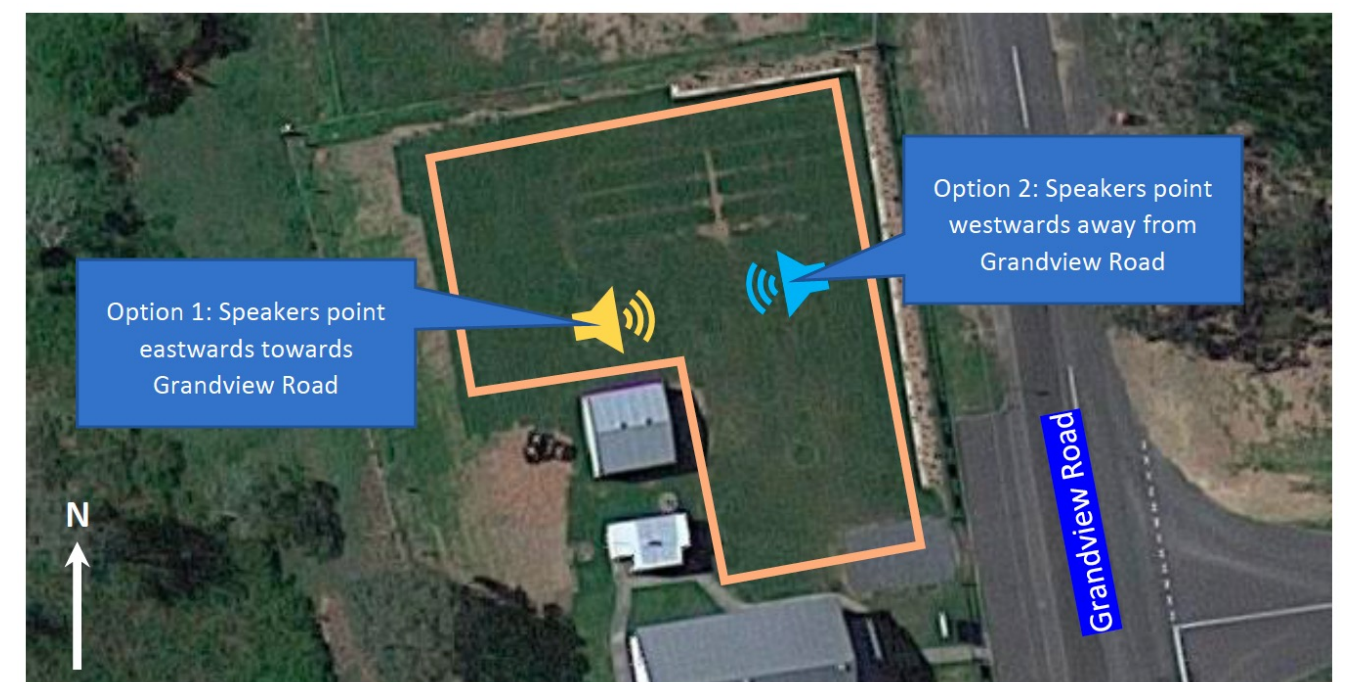 Option 2: Speakers point
westwards away from
Grandview Road
Option 1: Speakers point
eastwards towards
Grandview Road
N
Grandview Road